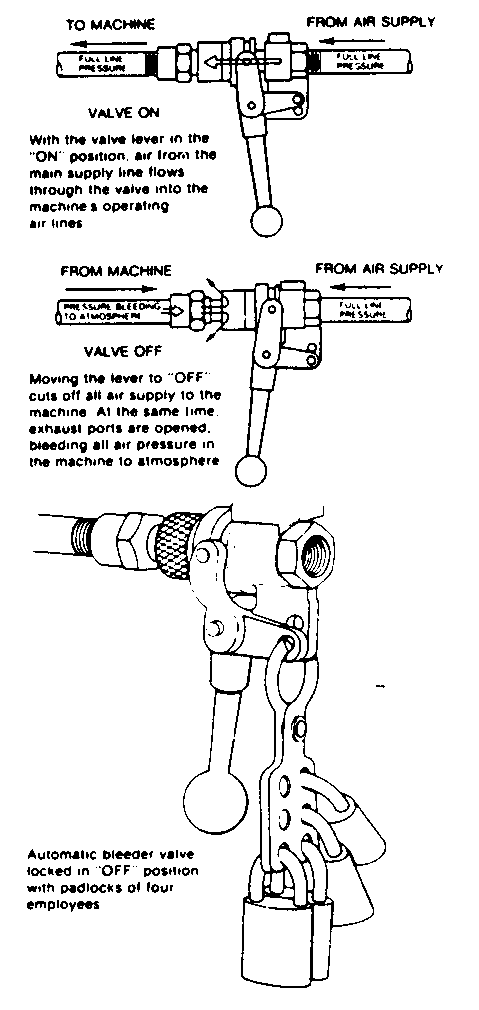 TO MACHINE
FROM AIR SUPPLY
FULL LINE
PRESSURE
FULL LINE
PRESSURE
VALVE ON
With the valve lever in the
"ON" position, air from the
main supply line flows
through the valve into the
machine's operating
air lines
FROM MACHINE
FROM AIR SUPPLY
PRESSURE BLEEDING
TO ATMOSPHERE
FULL LINE
PRESSURE
VALVE OFF
Moving the lever to "OFF"
cuts off all air supply to the
machine. At the same time,
exhaust ports are opened,
bleeding all air pressure in
the machine to atmosphere
Automatic bleeder valve
locked in "OFF" position
with padlocks of four
employees